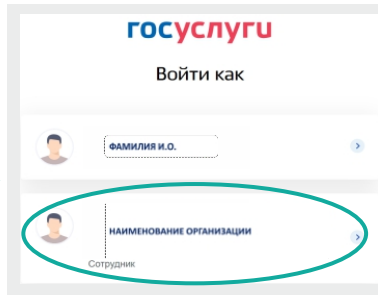 госуслуги
Войти как
ФАМИЛИЯ И.О.
НАИМЕНОВАНИЕ ОРГАНИЗАЦИИ
Сотрудник